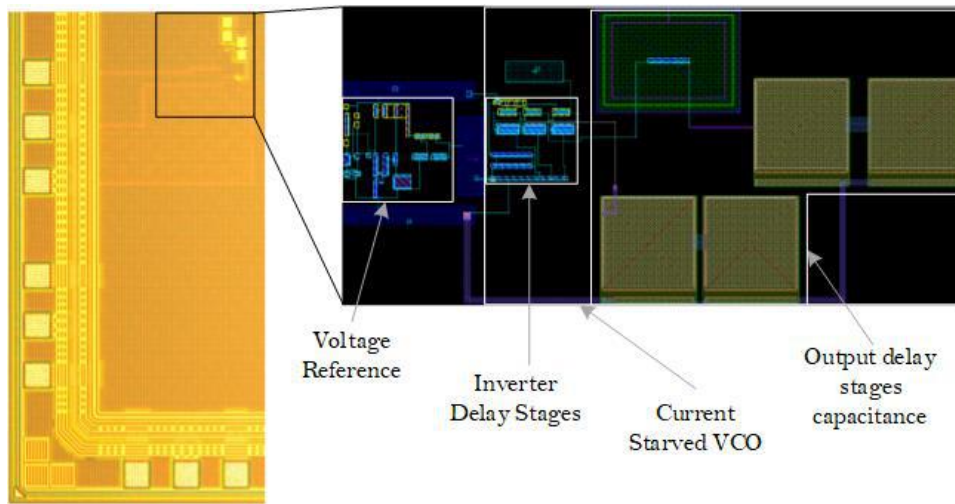 Voltage
Reference
Inverter
Delay Stages
Current
Starved VCO
Output delay
stages
capacitance